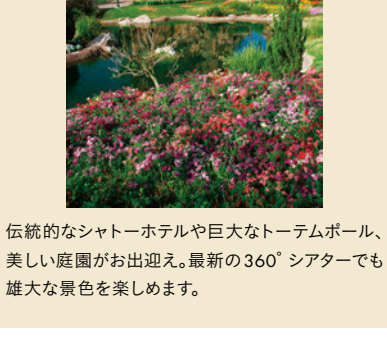 伝統的なシャトーホテルや巨大なトーテムポール、
美しい庭園がお出迎え。最新の360°シアターでも
雄大な景色を楽しめます。